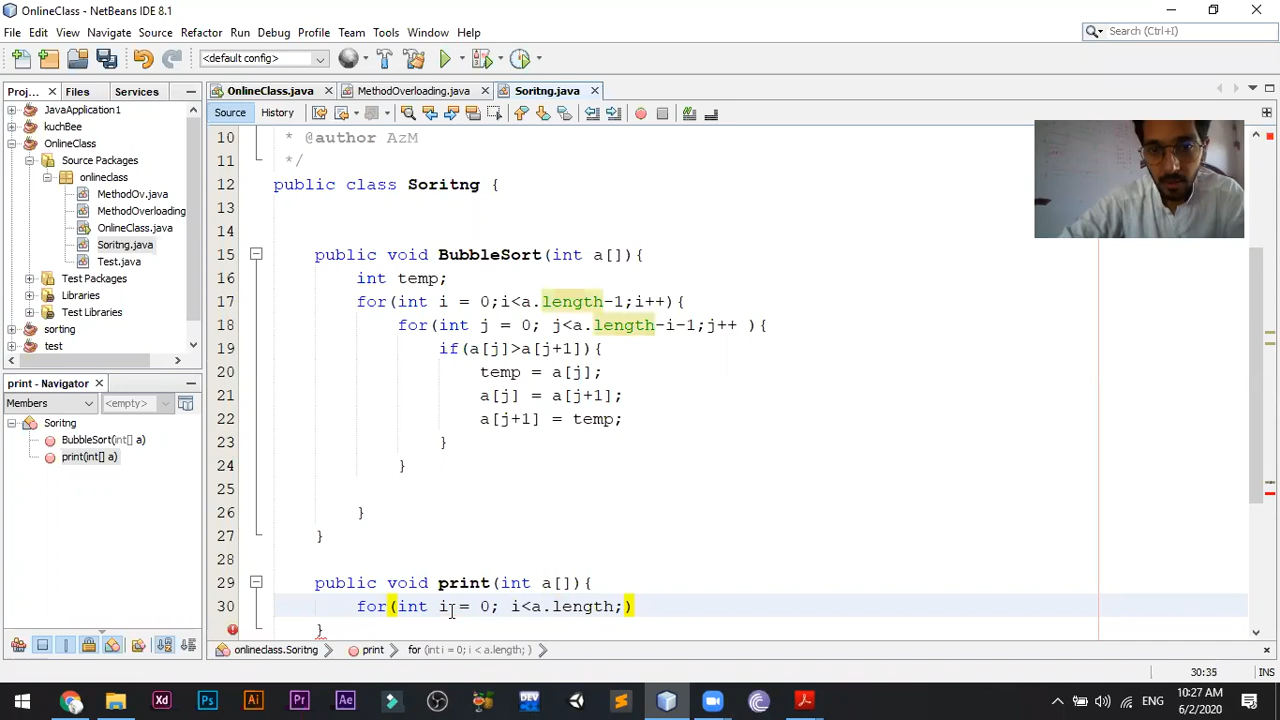 OnlineClass - NetBeans IDE 8.1
File Edit View Navigate Source Refactor Run Debug Profile Team Tools Window Help
Search (Ctrl+I)
<default config>
Proj... Files Services
OnlineClass.java MethodOverloading.java Soritng.java
Source History
JavaApplication1
kuchBee
OnlineClass
Source Packages
onlineclass
MethodOv.java
MethodOverloading
OnlineClass.java
Soritng.java
Test.java
Test Packages
Libraries
Test Libraries
sorting
test
print - Navigator
Members <empty>
Soritng
BubbleSort(int[] a)
print(int[] a)
10 * @author AzM
11 */
12 public class Soritng {
13
14
15 public void BubbleSort(int a[]){
16 int temp;
17 for(int i = 0;i<a.length-1;i++){
18 for(int j = 0; j<a.length-i-1;j++ ){
19 if(a[j]>a[j+1]){
20 temp = a[j];
21 a[j] = a[j+1];
22 a[j+1] = temp;
23 }
24 }
25
26 }
27 }
28
29 public void print(int a[]){
30 for(int i = 0; i<a.length;)
}
onlineclass.Soritng print for (int i = 0; i < a.length; )
30:35 INS
Xd Ps Ai Pr Ae DEV
ENG 10:27 AM
6/2/2020